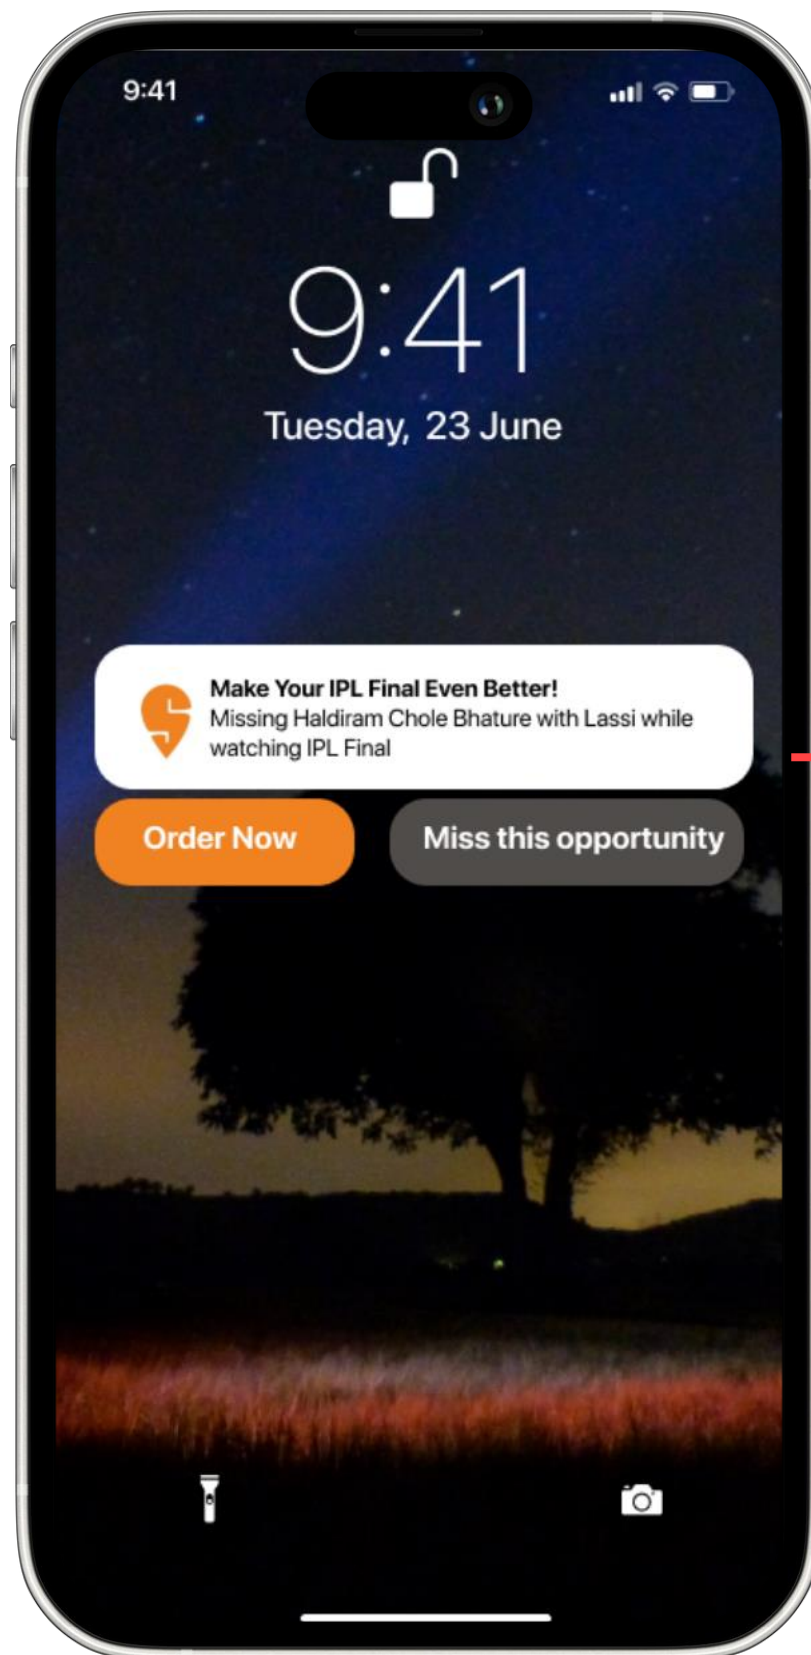 9:41
9:41
Tuesday, 23 June
Make Your IPL Final Even Better!
Missing Haldiram Chole Bhature with Lassi while
watching IPL Final
Order Now
Miss this opportunity